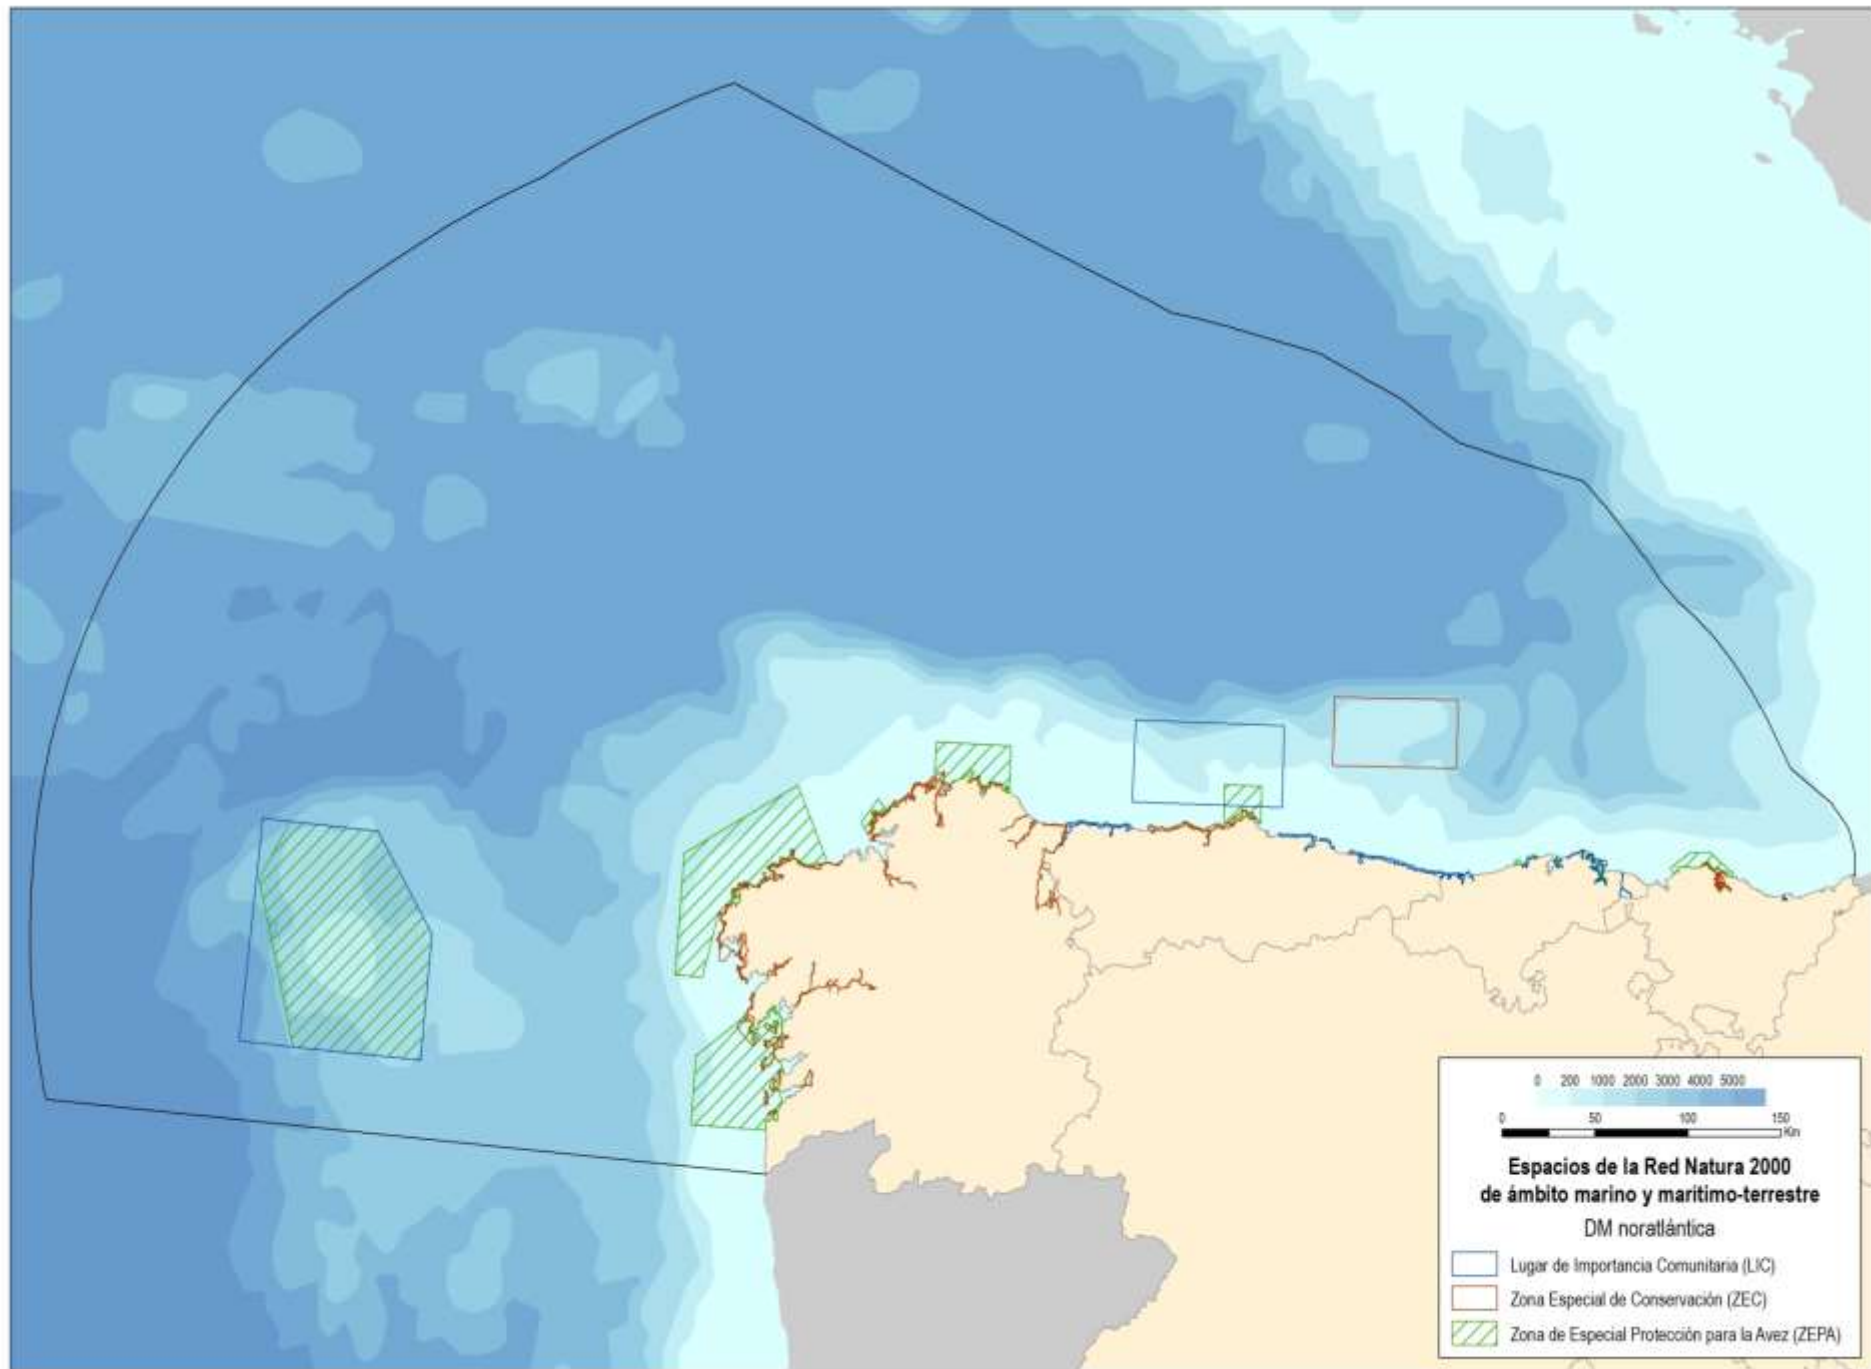 0 200 1000 2000 3000 4000 5000
0 50 100 150
Km
Espacios de la Red Natura 2000
de ámbito marino y marítimo-terrestre
DM noratlántica
Lugar de Importancia Comunitaria (LIC)
Zona Especial de Conservación (ZEC)
Zona de Especial Protección para la Avez (ZEPA)